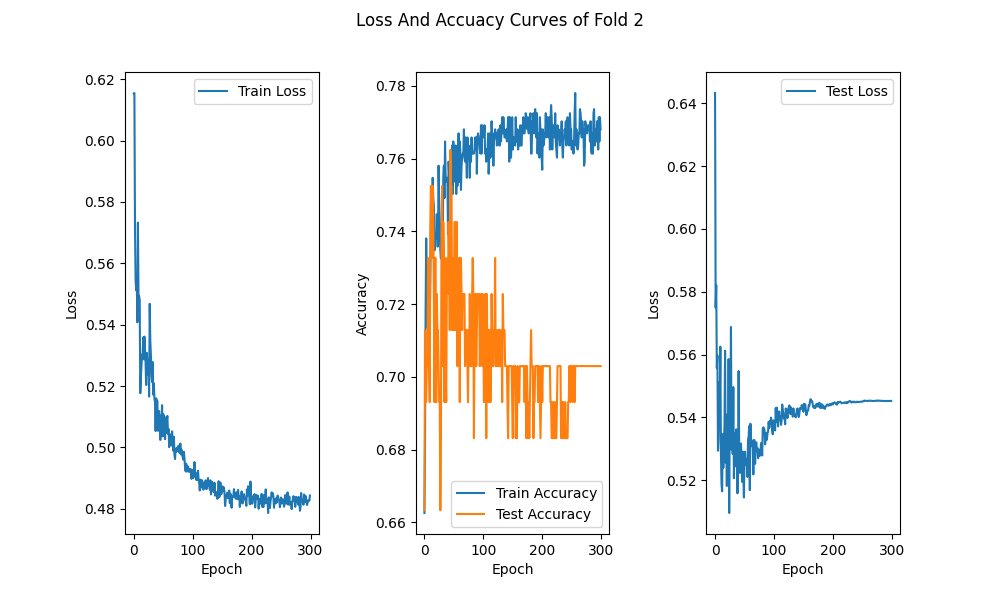 Loss And Accuacy Curves of Fold 2
Train Loss
0.62
0.60
0.58
0.56
0.54
0.52
0.50
0.48
Loss
0 100 200 300
Epoch
0.78
0.76
0.74
0.72
0.70
0.68
0.66
Accuracy
Train Accuracy
Test Accuracy
0 100 200 300
Epoch
Test Loss
0.64
0.62
0.60
0.58
0.56
0.54
0.52
Loss
0 100 200 300
Epoch